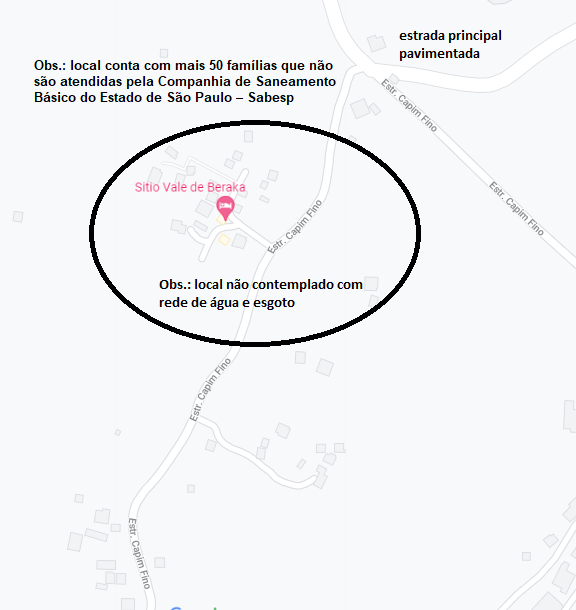 estrada principal
pavimentada
Obs.: local conta com mais 50 famílias que não
são atendidas pela Companhia de Saneamento
Básico do Estado de São Paulo – Sabesp
Estr. Capim Fino
Estr. Capim Fino
Sitio Vale de Beraka
Estr. Capim Fino
Obs.: local não contemplado com
rede de água e esgoto
Estr. Capim Fino
Estr. Capim Fino